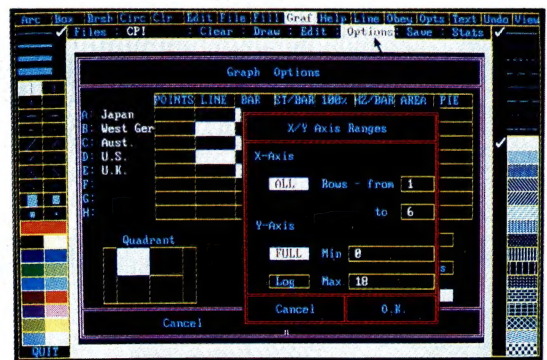 Arc Box Brsh Circ Clr Edit File Fill Graf Help Line Obey Opts Text Undo View
Files : CPI : Clear : Draw : Edit : Options : Save : Stats
Graph Options
POINTS LINE BAR ST/BAR 100% HZ/BAR AREA PIE
A: Japan
B: West Ger
C: Aust.
D: U.S.
E: U.K.
F:
G:
H:
X/Y Axis Ranges
X-Axis
ALL Rows - from 1
to 6
Y-Axis
FULL Min 0
Log Max 18
Cancel O.K.
Quadrant
s
Cancel
QUIT